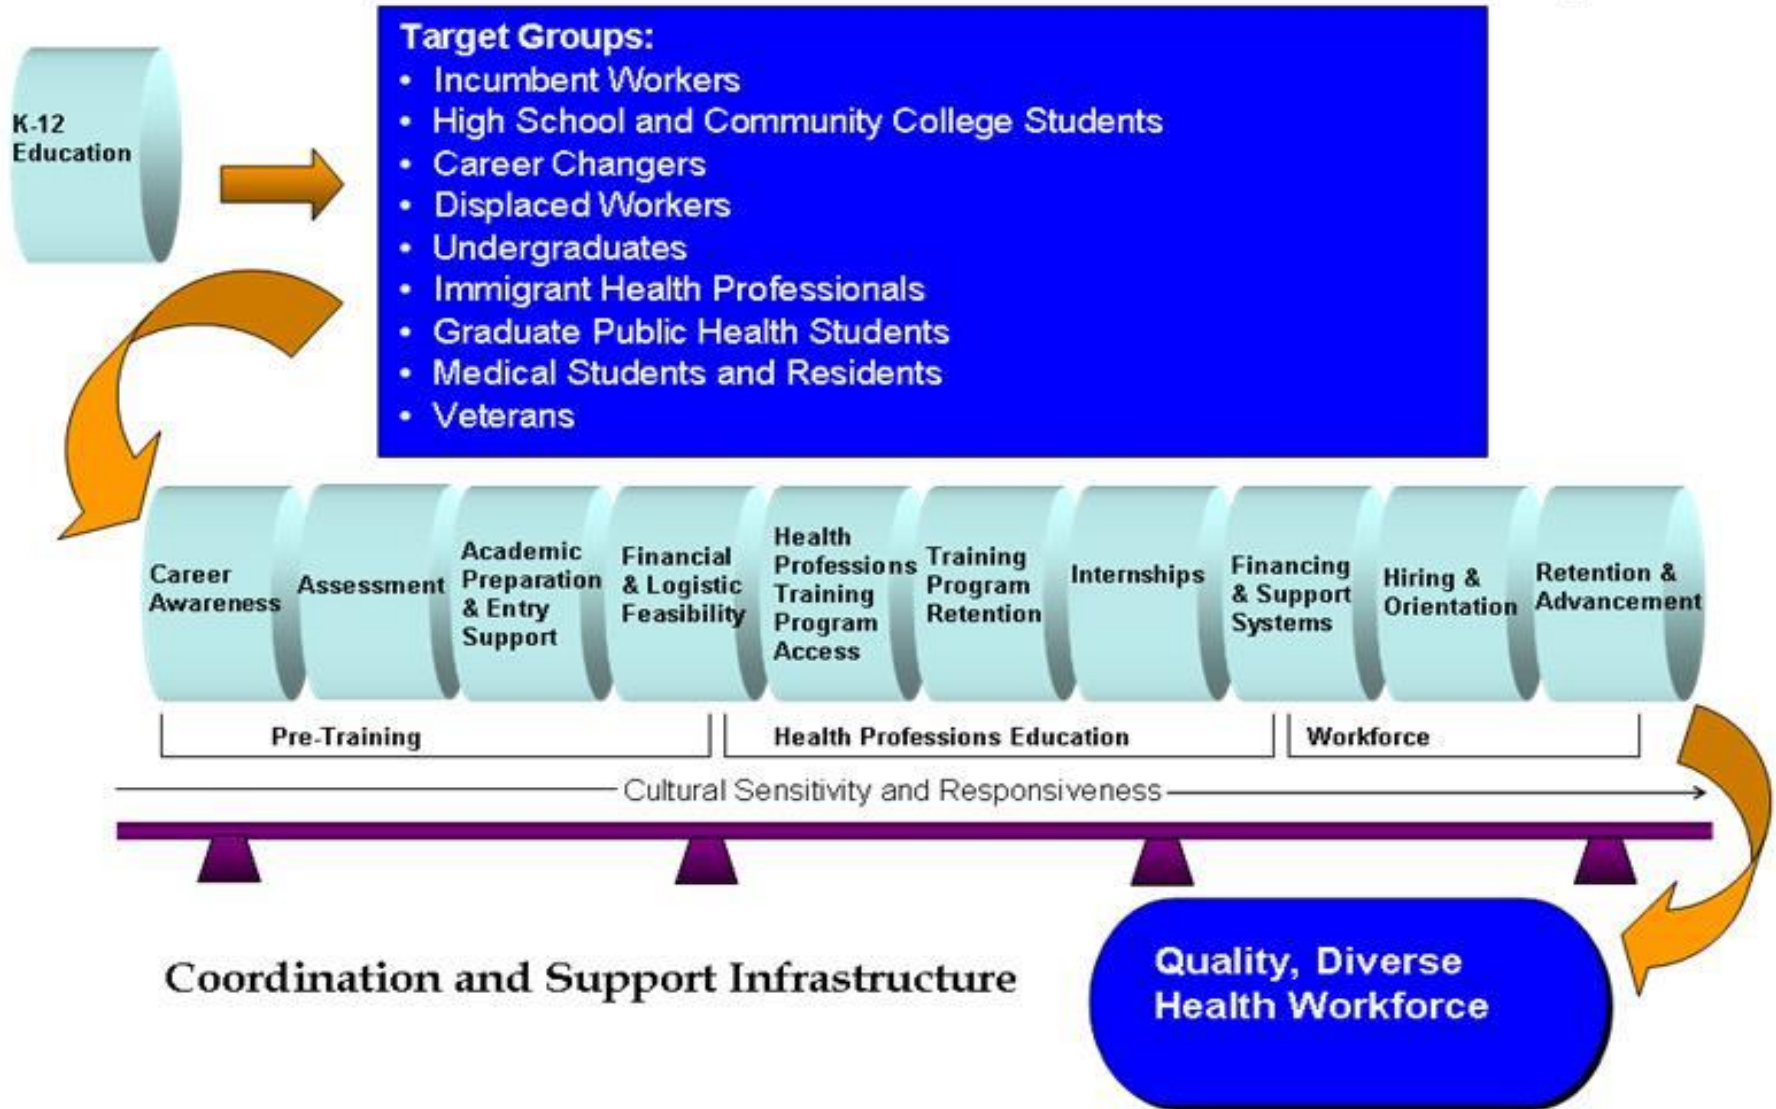 K-12
Education
Target Groups:
• Incumbent Workers
• High School and Community College Students
• Career Changers
• Displaced Workers
• Undergraduates
• Immigrant Health Professionals
• Graduate Public Health Students
• Medical Students and Residents
• Veterans
Career
Awareness
Assessment
Academic
Preparation
& Entry
Support
Financial
& Logistic
Feasibility
Health
Professions
Training
Program
Access
Training
Program
Retention
Internships
Financing
& Support
Systems
Hiring &
Orientation
Retention &
Advancement
Pre-Training
Health Professions Education
Workforce
Cultural Sensitivity and Responsiveness
Coordination and Support Infrastructure
Quality, Diverse
Health Workforce